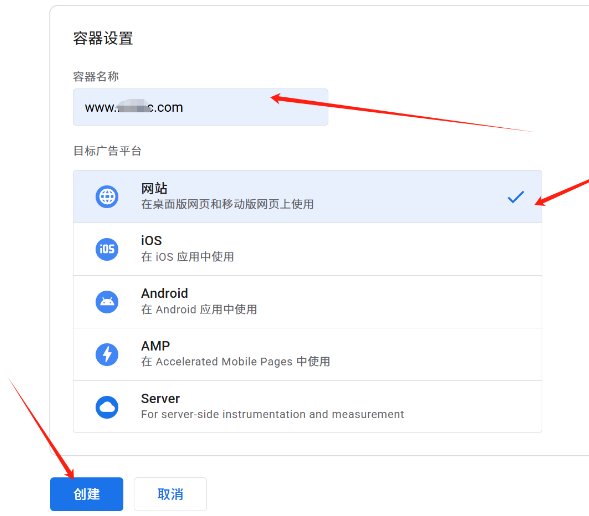 容器设置
容器名称
www.c.com
目标广告平台
网站
在桌面版网页和移动版网页上使用
iOS
iOS
在 iOS 应用中使用
Android
在 Android 应用中使用
AMP
在 Accelerated Mobile Pages 中使用
Server
For server-side instrumentation and measurement
创建 取消